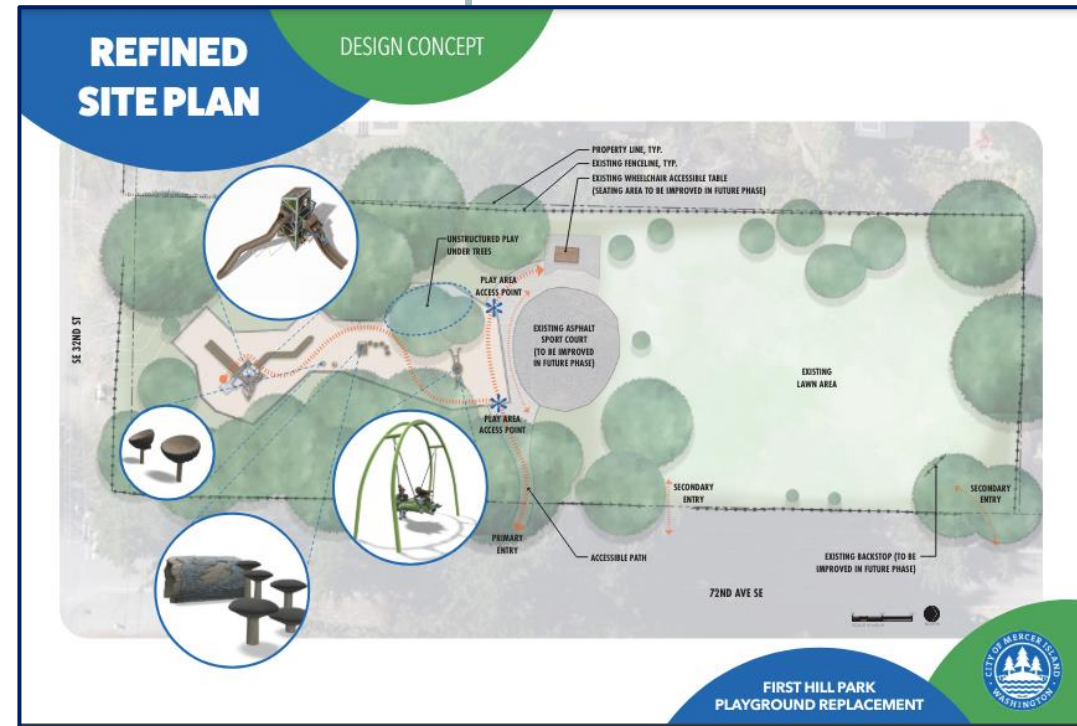 REFINED
SITE PLAN
DESIGN CONCEPT
PROPERTY LINE, TYP.
EXISTING FENCELINE, TYP.
EXISTING WHEELCHAIR ACCESSIBLE TABLE
(SEATING AREA TO BE IMPROVED IN FUTURE PHASE)
UNSTRUCTURED PLAY
UNDER TREES
PLAY AREA
ACCESS POINT
SE 32ND ST
EXISTING ASPHALT
SPORT COURT
(TO BE IMPROVED
IN FUTURE PHASE)
EXISTING
LAWN AREA
PLAY AREA
ACCESS POINT
SECONDARY
ENTRY
SECONDARY
ENTRY
PRIMARY
ENTRY
ACCESSIBLE PATH
EXISTING BACKSTOP (TO BE
IMPROVED IN FUTURE PHASE)
72ND AVE SE
FIRST HILL PARK
PLAYGROUND REPLACEMENT
CITY OF MERCER ISLAND
WASHINGTON